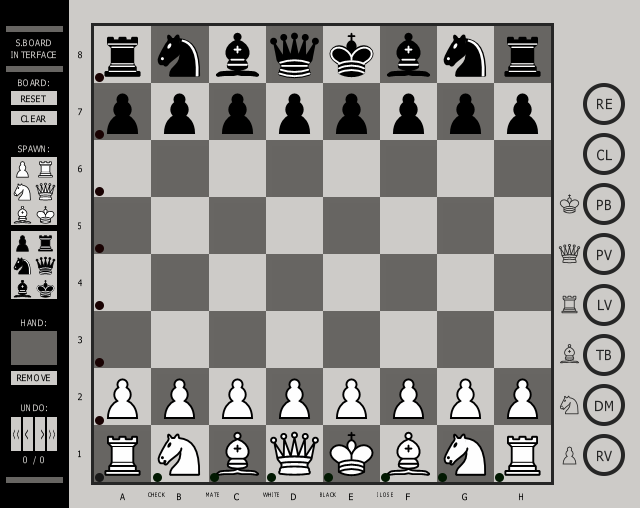 S.BOARD
INTERFACE
BOARD:
RESET
CLEAR
SPAWN:
HAND:
REMOVE
UNDO:
0 / 0
8
7
6
5
4
3
2
1
A CHECK B MATE C WHITE D BLACK E ILOSE F G H
RE
CL
PB
PV
LV
TB
DM
RV